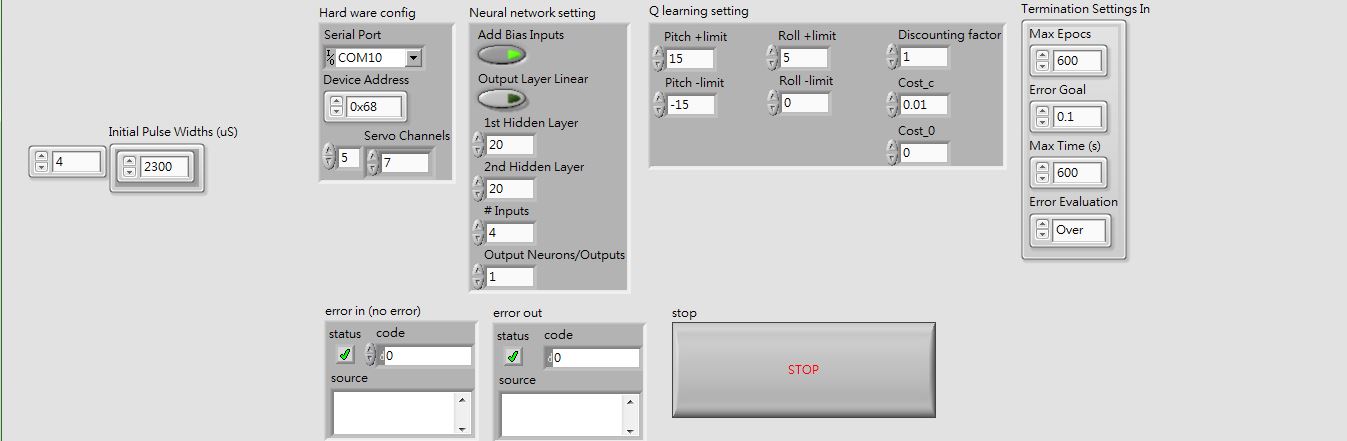 Initial Pulse Widths (uS)
4
2300
Hard ware config
Serial Port
COM10
Device Address
0x68
Servo Channels
5
7
Neural network setting
Add Bias Inputs
Output Layer Linear
1st Hidden Layer
20
2nd Hidden Layer
20
# Inputs
4
Output Neurons/Outputs
1
Q learning setting
Pitch +limit
15
Roll +limit
5
Discounting factor
1
Pitch -limit
-15
Roll -limit
0
Cost_c
0.01
Cost_0
0
Termination Settings In
Max Epocs
600
Error Goal
0.1
Max Time (s)
600
Error Evaluation
Over
error in (no error)
status
code
d0
source
error out
status
code
d0
source
stop
STOP